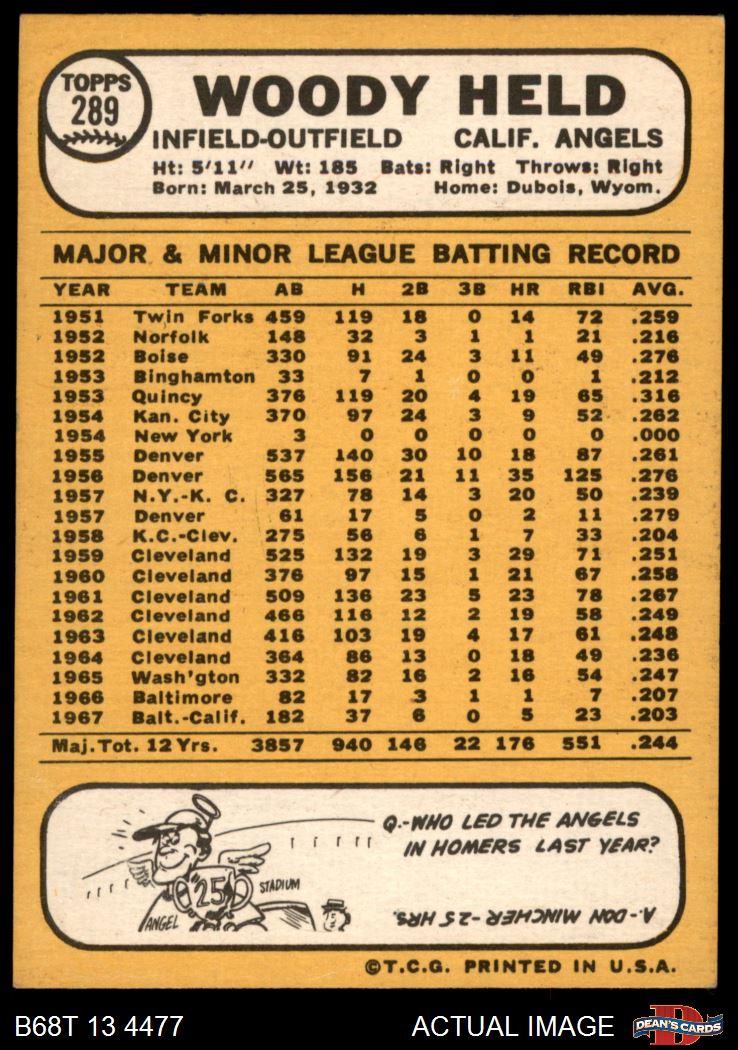 TOPPS
289
WOODY HELD
INFIELD-OUTFIELD CALIF. ANGELS
Ht: 5'11" Wt: 185 Bats: Right Throws: Right
Born: March 25, 1932 Home: Dubois, Wyom.
MAJOR & MINOR LEAGUE BATTING RECORD
YEAR TEAM AB H 2B 3B HR RBI AVG.
1951 Twin Forks 459 119 18 0 14 72 .259
1952 Norfolk 148 32 3 1 1 21 .216
1952 Boise 330 91 24 3 11 49 .276
1953 Binghamton 33 7 1 0 0 1 .212
1953 Quincy 376 119 20 4 19 65 .316
1954 Kan. City 370 97 24 3 9 52 .262
1954 New York 3 0 0 0 0 0 .000
1955 Denver 537 140 30 10 18 87 .261
1956 Denver 565 156 21 11 35 125 .276
1957 N.Y.-K. C. 327 78 14 3 20 50 .239
1957 Denver 61 17 5 0 2 11 .279
1958 K.C.-Clev. 275 56 6 1 7 33 .204
1959 Cleveland 525 132 19 3 29 71 .251
1960 Cleveland 376 97 15 1 21 67 .258
1961 Cleveland 509 136 23 5 23 78 .267
1962 Cleveland 466 116 12 2 19 58 .249
1963 Cleveland 416 103 19 4 17 61 .248
1964 Cleveland 364 86 13 0 18 49 .236
1965 Wash'gton 332 82 16 2 16 54 .247
1966 Baltimore 82 17 3 1 1 7 .207
1967 Balt.-Calif. 182 37 6 0 5 23 .203
Maj. Tot. 12 Yrs. 3857 940 146 22 176 551 .244
Q.-WHO LED THE ANGELS
IN HOMERS LAST YEAR?
25
STADIUM
ANGEL
15
A.-DON MINCHER-25 HRS.
©T.C.G. PRINTED IN U.S.A.
B68T 13 4477 ACTUAL IMAGE
DEAN'S CARDS